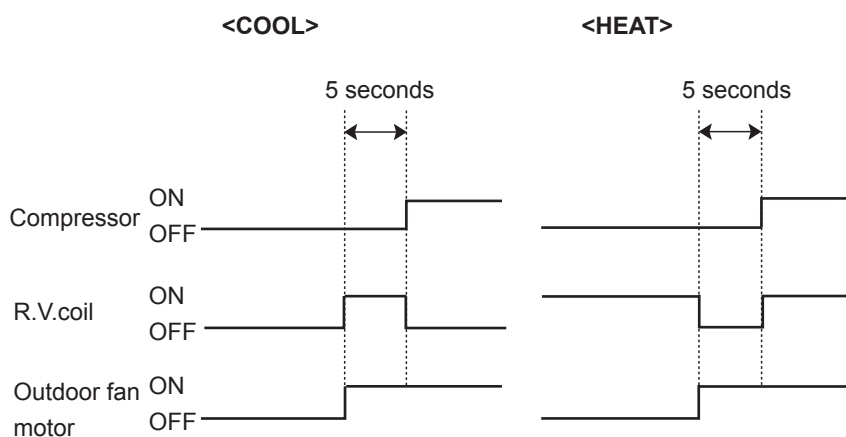 <COOL> <HEAT>
5 seconds 5 seconds
Compressor ON
OFF
R.V.coil ON
OFF
Outdoor fan motor ON
OFF